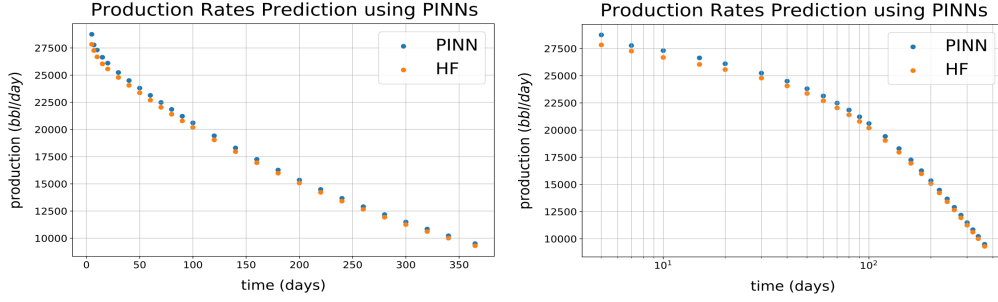 Production Rates Prediction using PINNs
production (bbl/day)
27500
25000
22500
20000
17500
15000
12500
10000
PINN
HF
0
50
100
150
200
250
300
350
time (days)
Production Rates Prediction using PINNs
production (bbl/day)
27500
25000
22500
20000
17500
15000
12500
10000
PINN
HF
10¹
10²
time (days)